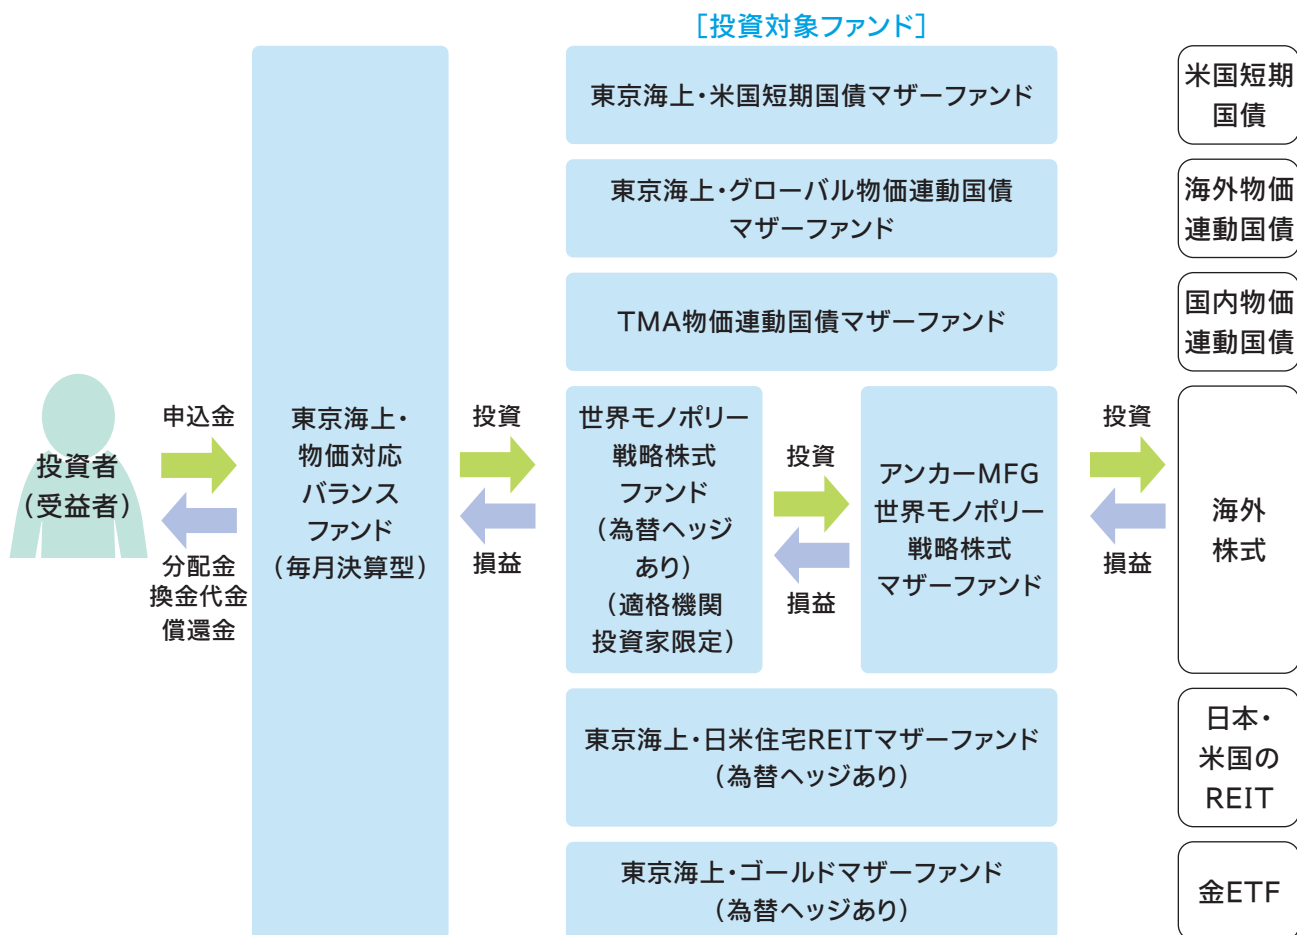 ［投資対象ファンド］
投資者
（受益者）
申込金
分配金
換金代金
償還金
東京海上・
物価対応
バランス
ファンド
（毎月決算型）
投資
損益
東京海上・米国短期国債マザーファンド
東京海上・グローバル物価連動国債
マザーファンド
TMA物価連動国債マザーファンド
世界モノポリー
戦略株式
ファンド
（為替ヘッジ
あり）
（適格機関
投資家限定）
投資
損益
アンカーMFG
世界モノポリー
戦略株式
マザーファンド
東京海上・日米住宅REITマザーファンド
（為替ヘッジあり）
東京海上・ゴールドマザーファンド
（為替ヘッジあり）
投資
損益
米国短期
国債
海外物価
連動国債
国内物価
連動国債
海外
株式
日本・
米国の
REIT
金ETF